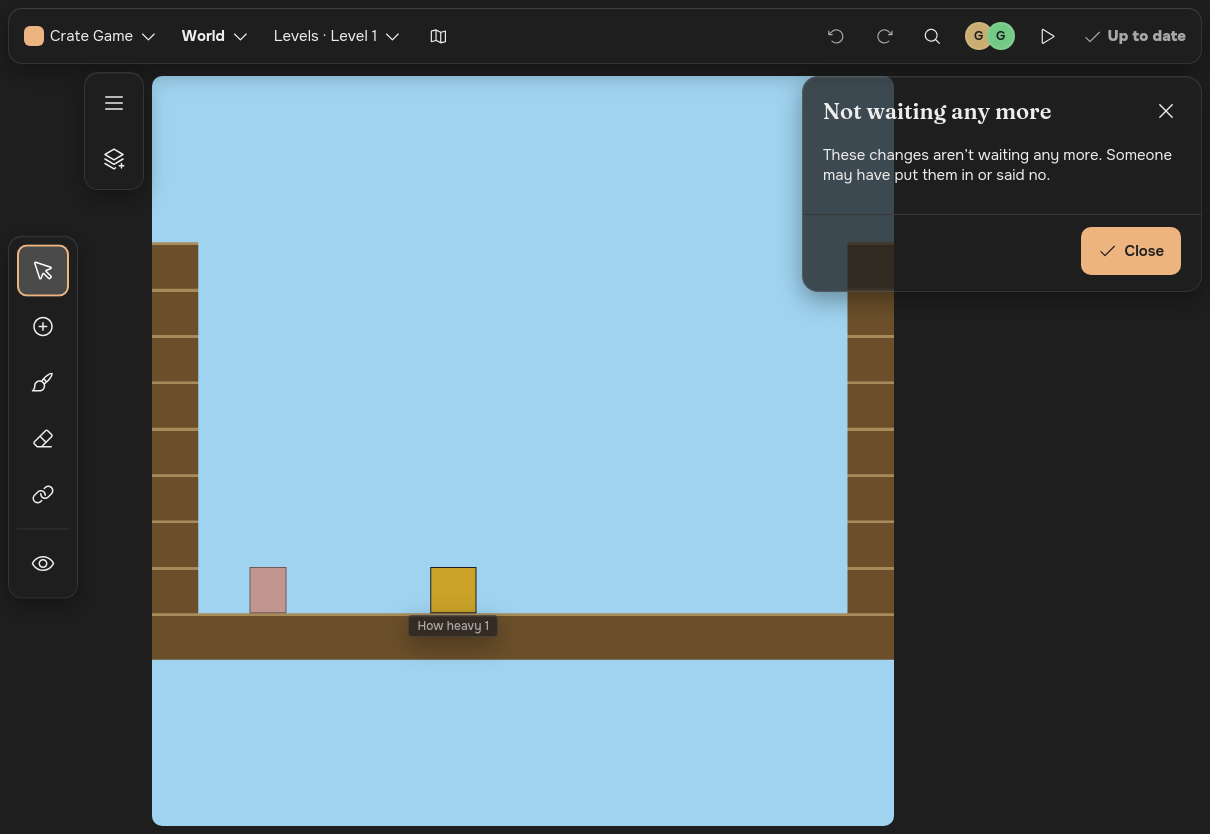 Crate Game
World
Levels · Level 1
G G
Up to date
Not waiting any more
These changes aren’t waiting any more. Someone
may have put them in or said no.
Close
How heavy 1